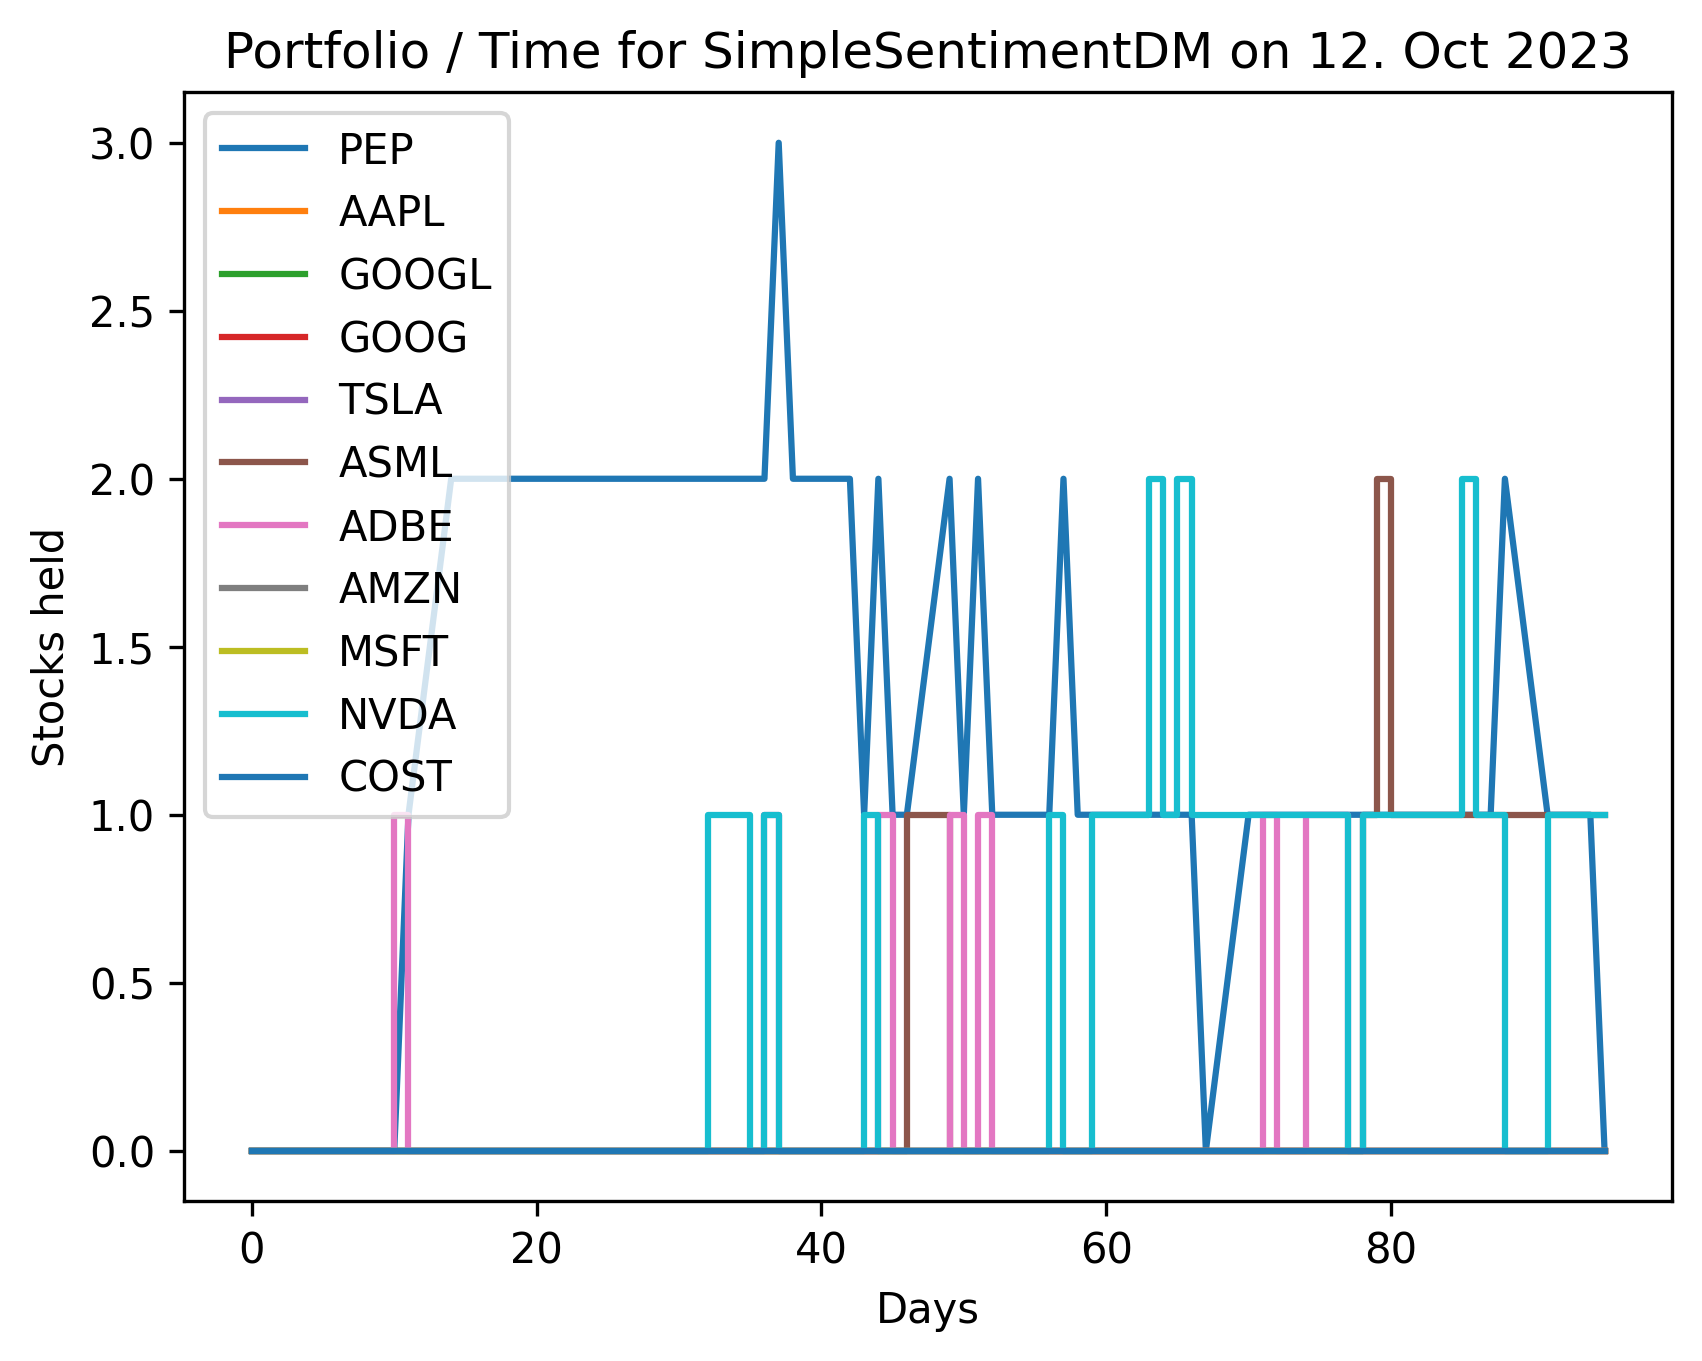 Portfolio / Time for SimpleSentimentDM on 12. Oct 2023
3.0
2.5
2.0
1.5
1.0
0.5
0.0
Stocks held
PEP
AAPL
GOOGL
GOOG
TSLA
ASML
ADBE
AMZN
MSFT
NVDA
COST
0 20 40 60 80
Days